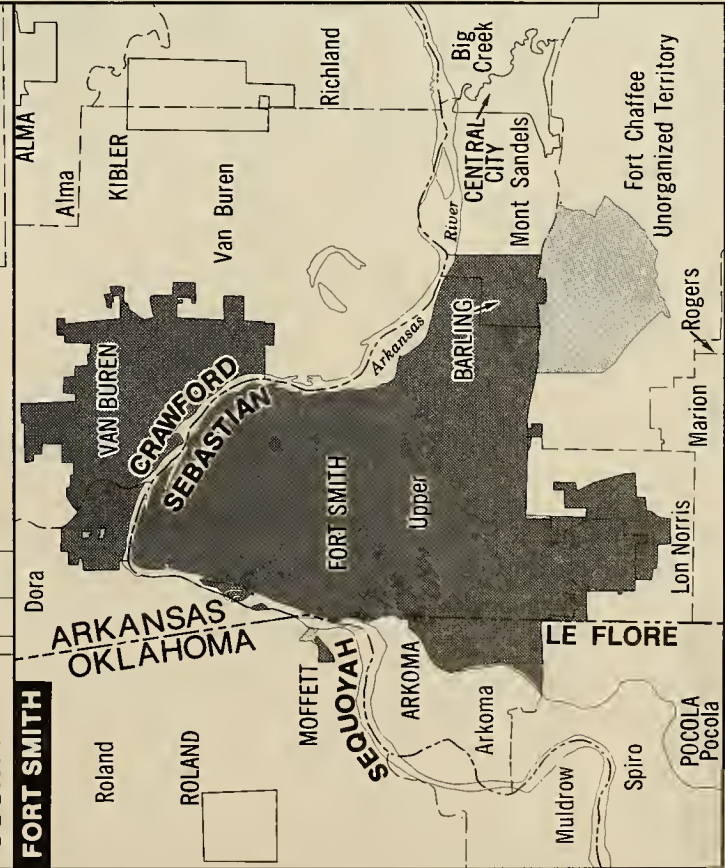 FORT SMITH
Roland
ROLAND
Muldrow
Spiro
POCOLA
Pocola
MOFFETT
SEQUOYAH
ARKOMA
Arkoma
Dora
ARKANSAS
OKLAHOMA
LE FLORE
Lon Norris
VAN BUREN
CRAWFORD
SEBASTIAN
FORT SMITH
Upper
BARLING
Marion
Rogers
ALMA
Alma
KIBLER
Van Buren
Richland
Arkansas
River
Big
Creek
CENTRAL
CITY
Mont Sandels
Fort Chaffee
Unorganized Territory